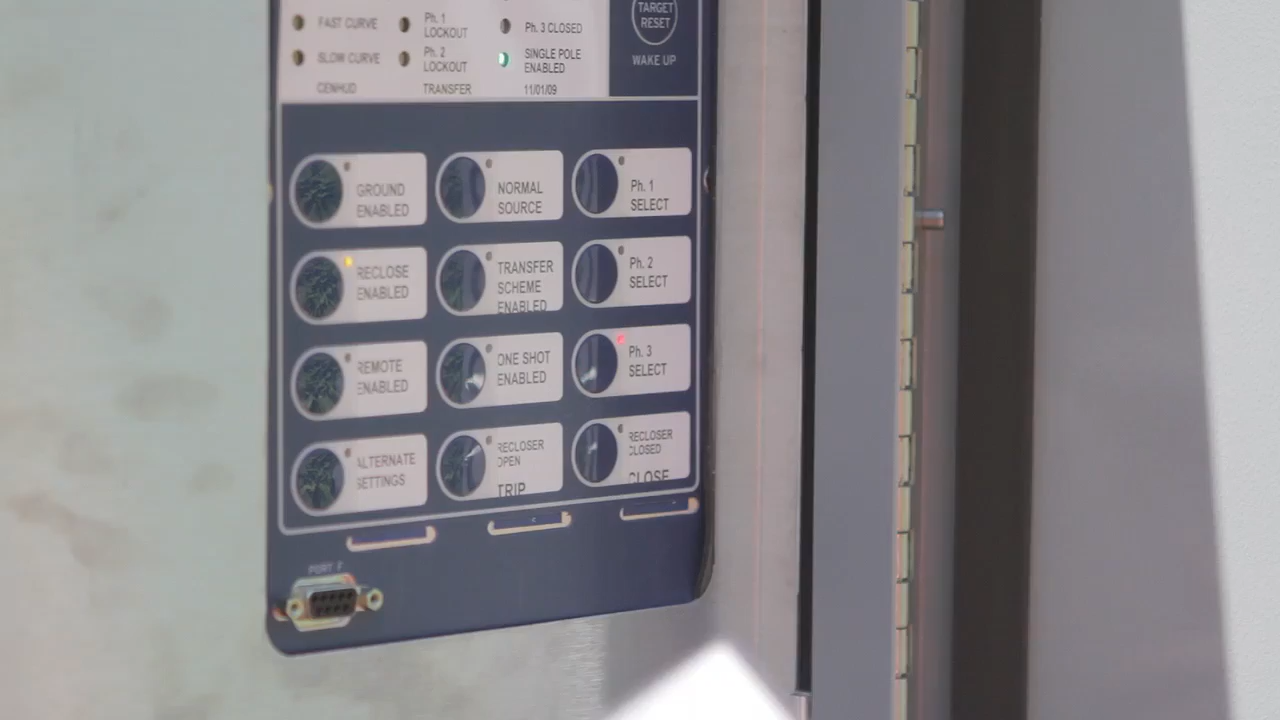 TARGET
RESET
WAKE UP
FAST CURVE
Ph. 1
LOCKOUT
Ph. 3 CLOSED
SLOW CURVE
Ph. 2
LOCKOUT
SINGLE POLE
ENABLED
CENHUD
TRANSFER
11/01/09
GROUND
ENABLED
NORMAL
SOURCE
Ph. 1
SELECT
RECLOSE
ENABLED
TRANSFER
SCHEME
ENABLED
Ph. 2
SELECT
REMOTE
ENABLED
ONE SHOT
ENABLED
Ph. 3
SELECT
ALTERNATE
SETTINGS
RECLOSER
OPEN
TRIP
RECLOSER
CLOSED
CLOSE
PORT F